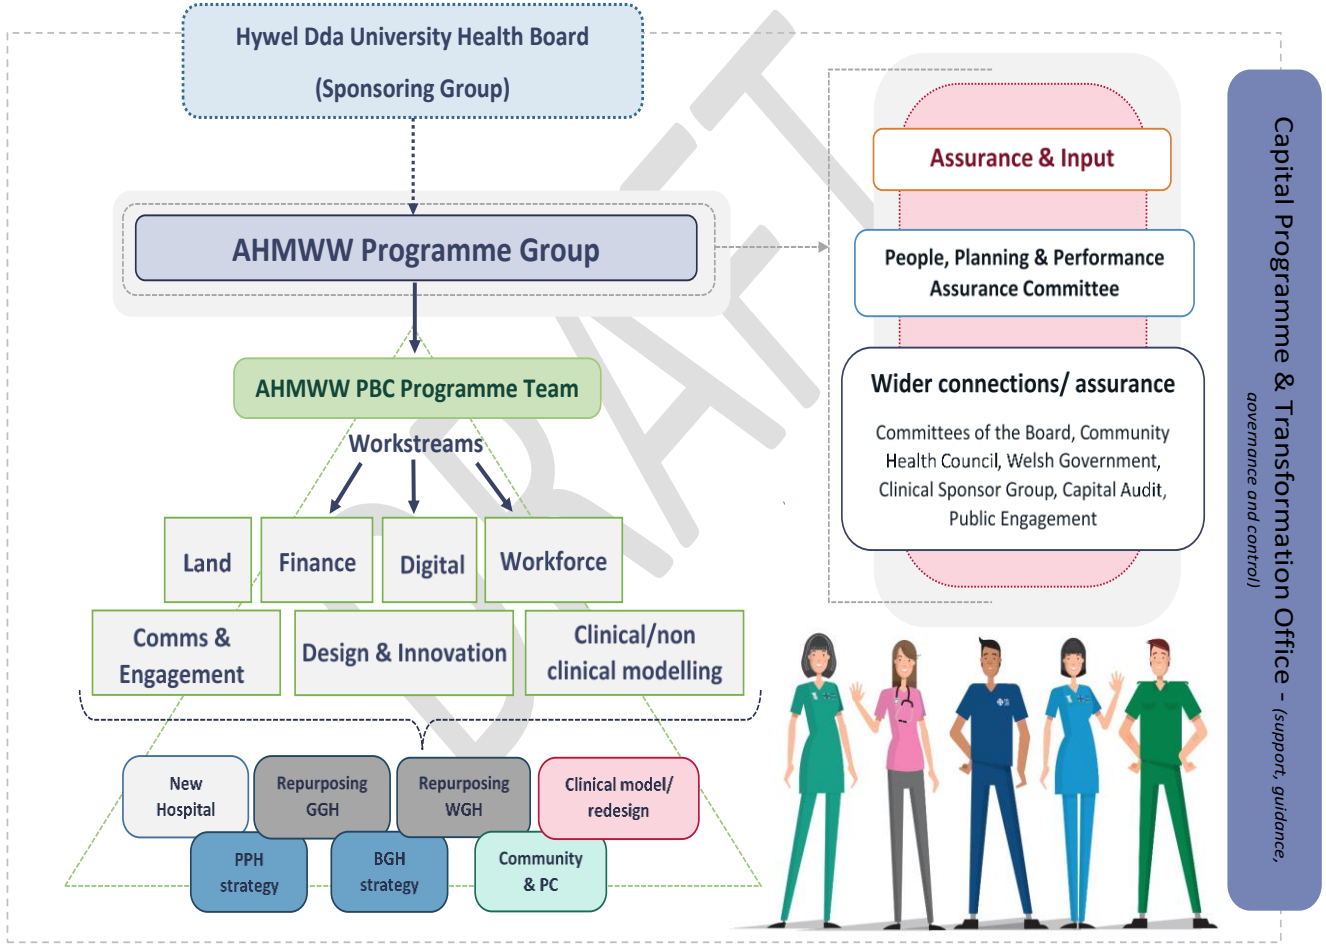 Hywel Dda University Health Board
(Sponsoring Group)
AHMWW Programme Group
AHMWW PBC Programme Team
Workstreams
Land
Finance
Digital
Workforce
Comms &
Engagement
Design & Innovation
Clinical/non
clinical modelling
New
Hospital
Repurposing
GGH
Repurposing
WGH
Clinical model/
redesign
PPH
strategy
BGH
strategy
Community
& PC
Assurance & Input
People, Planning & Performance
Assurance Committee
Wider connections/ assurance
Committees of the Board, Community
Health Council, Welsh Government,
Clinical Sponsor Group, Capital Audit,
Public Engagement
Capital Programme & Transformation Office - (support, guidance,
governance and control)
DRAFT